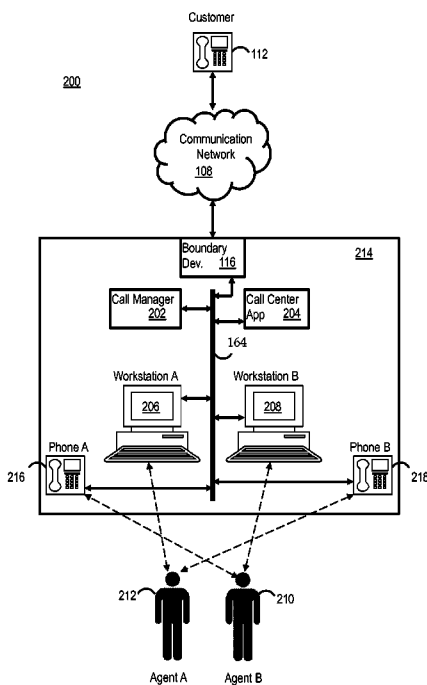 Customer
112
200
Communication
Network
108
Boundary
Dev. 116
214
Call Manager
202
Call Center
App 204
164
Workstation A
Workstation B
206
208
Phone A
Phone B
216
218
212
210
Agent A
Agent B